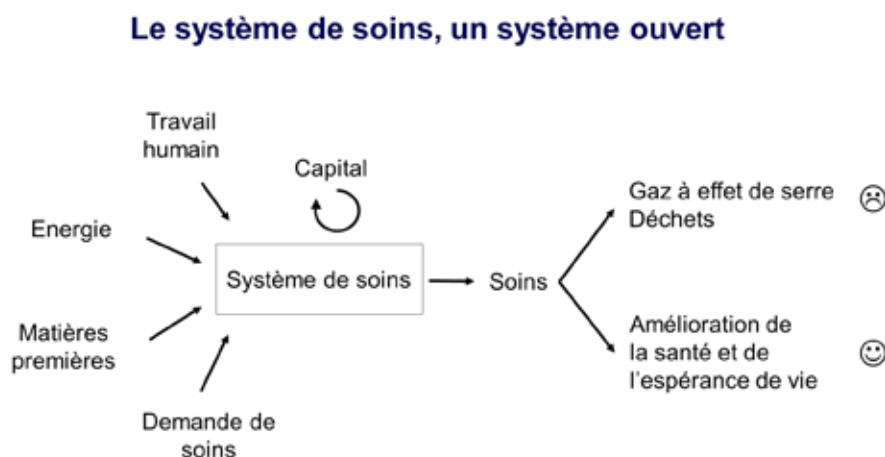 Le système de soins, un système ouvert
Travail
humain
Capital
Energie
Système de soins
Matières
premières
Demande de
soins
Soins
Gaz à effet de serre
Déchets
Amélioration de
la santé et de
l'espérance de vie